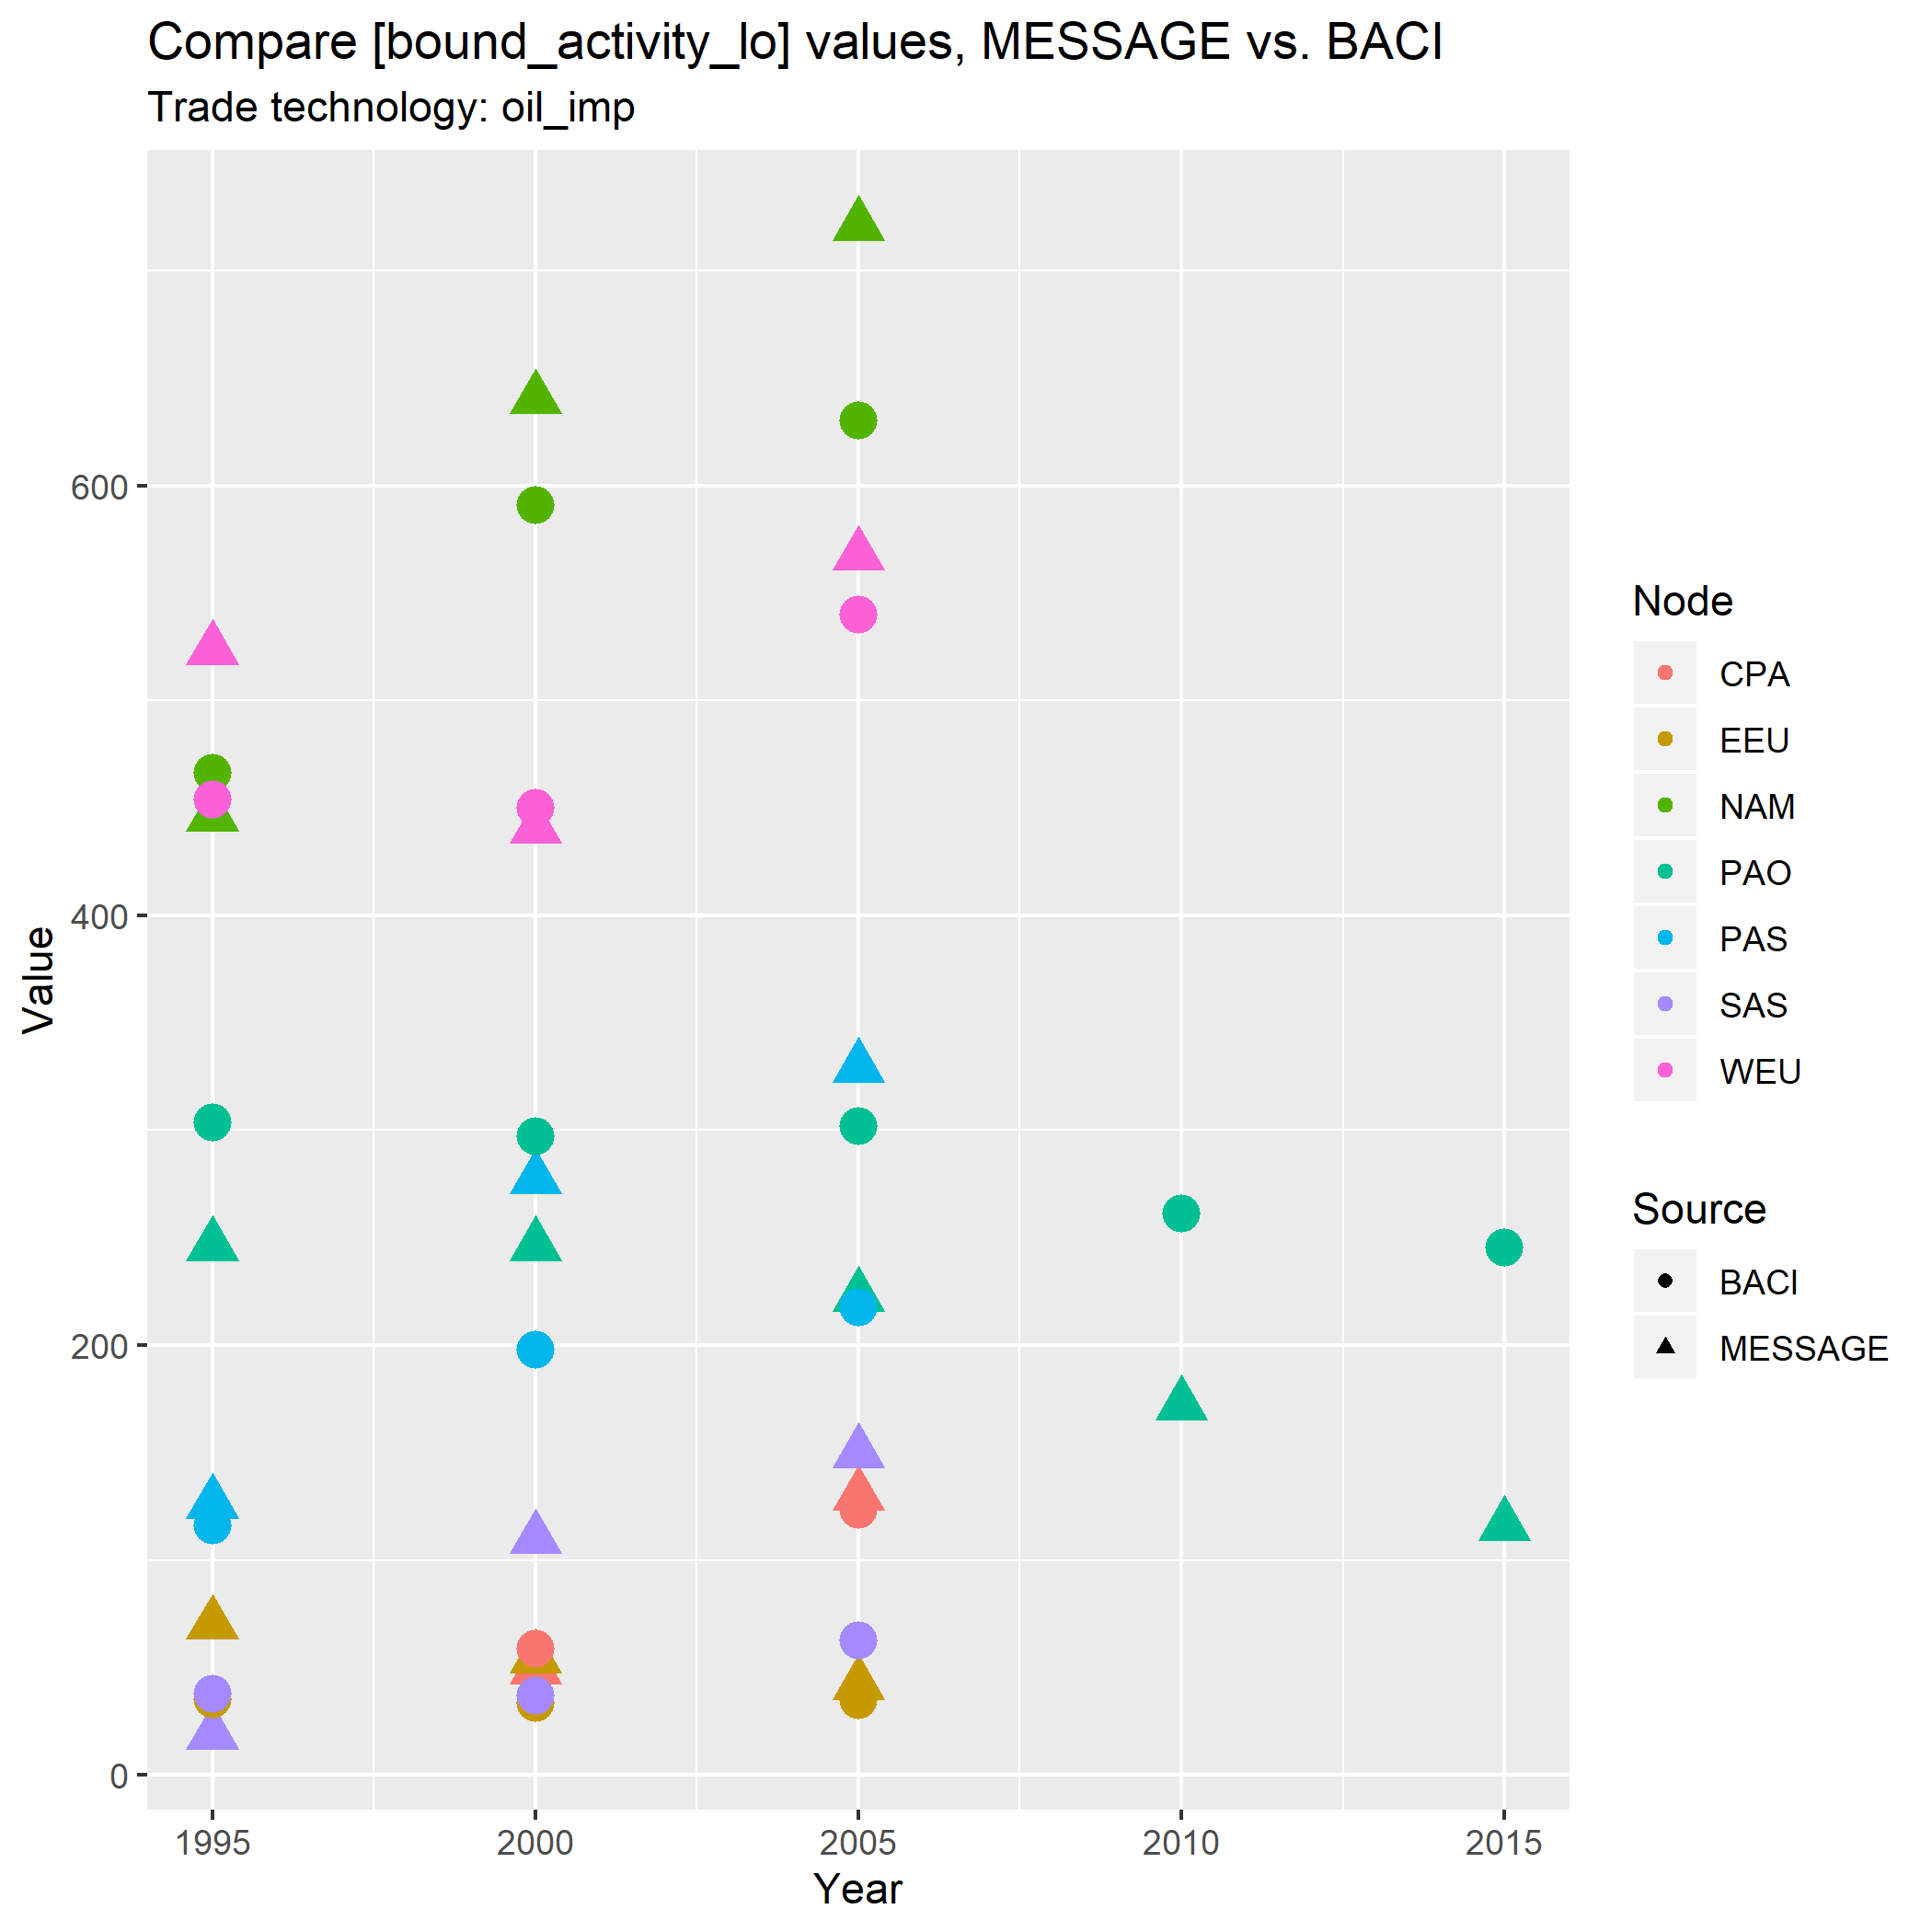 Compare [bound_activity_lo] values, MESSAGE vs. BACI
Trade technology: oil_imp
Value
600
400
200
0
1995 2000 2005 2010 2015
Year
Node
CPA
EEU
NAM
PAO
PAS
SAS
WEU
Source
BACI
MESSAGE